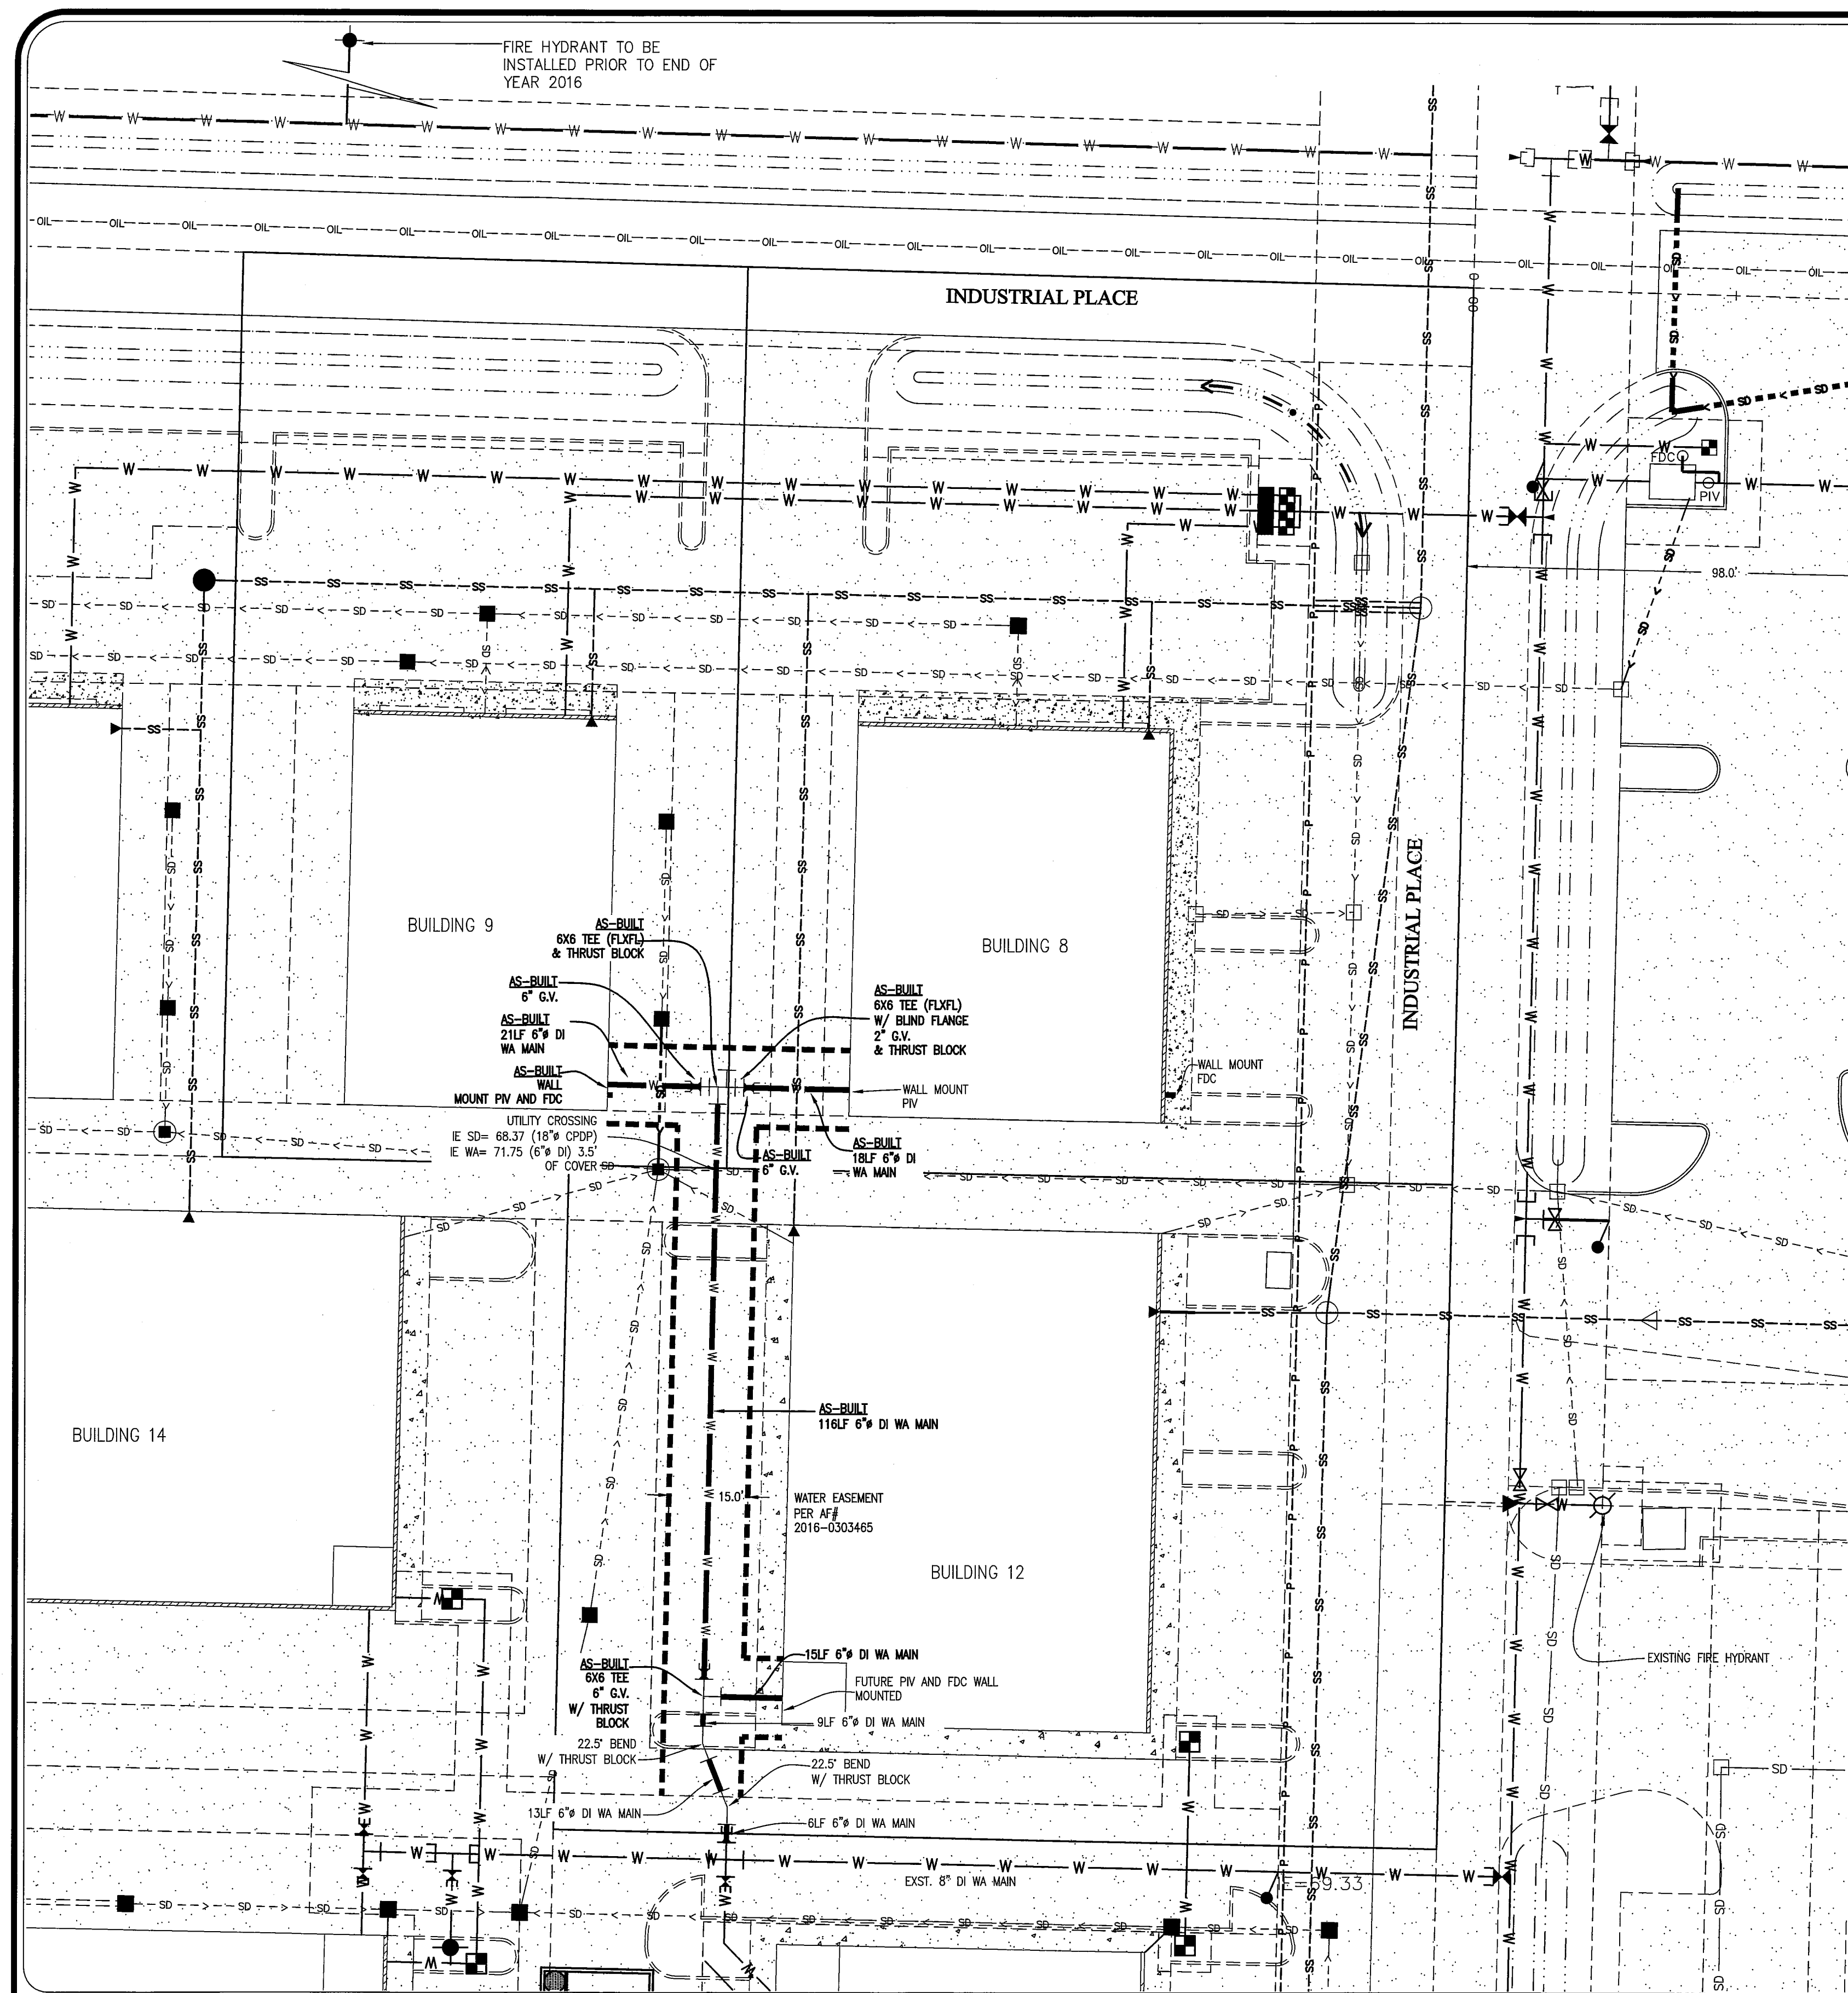 FIRE HYDRANT TO BE
INSTALLED PRIOR TO END OF
YEAR 2016
INDUSTRIAL PLACE
FDC
PIV
98.0'
INDUSTRIAL PLACE
BUILDING 9
BUILDING 8
AS-BUILT
6X6 TEE (FLXFL)
& THRUST BLOCK
AS-BUILT
6" G.V.
AS-BUILT
21LF 6"ø DI
WA MAIN
AS-BUILT
WALL
MOUNT PIV AND FDC
AS-BUILT
6X6 TEE (FLXFL)
W/ BLIND FLANGE
2" G.V.
& THRUST BLOCK
WALL MOUNT
PIV
WALL MOUNT
FDC
UTILITY CROSSING
IE SD= 68.37 (18"ø CPDP)
IE WA= 71.75 (6"ø DI) 3.5'
OF COVER
AS-BUILT
6" G.V.
AS-BUILT
18LF 6"ø DI
WA MAIN
AS-BUILT
116LF 6"ø DI WA MAIN
BUILDING 14
15.0'
WATER EASEMENT
PER AF#
2016-0303465
BUILDING 12
AS-BUILT
6X6 TEE
6" G.V.
W/ THRUST
BLOCK
15LF 6"ø DI WA MAIN
FUTURE PIV AND FDC WALL
MOUNTED
9LF 6"ø DI WA MAIN
22.5° BEND
W/ THRUST BLOCK
22.5° BEND
W/ THRUST BLOCK
13LF 6"ø DI WA MAIN
6LF 6"ø DI WA MAIN
EXST. 8" DI WA MAIN
EXISTING FIRE HYDRANT
W
SS
SD
OIL
P